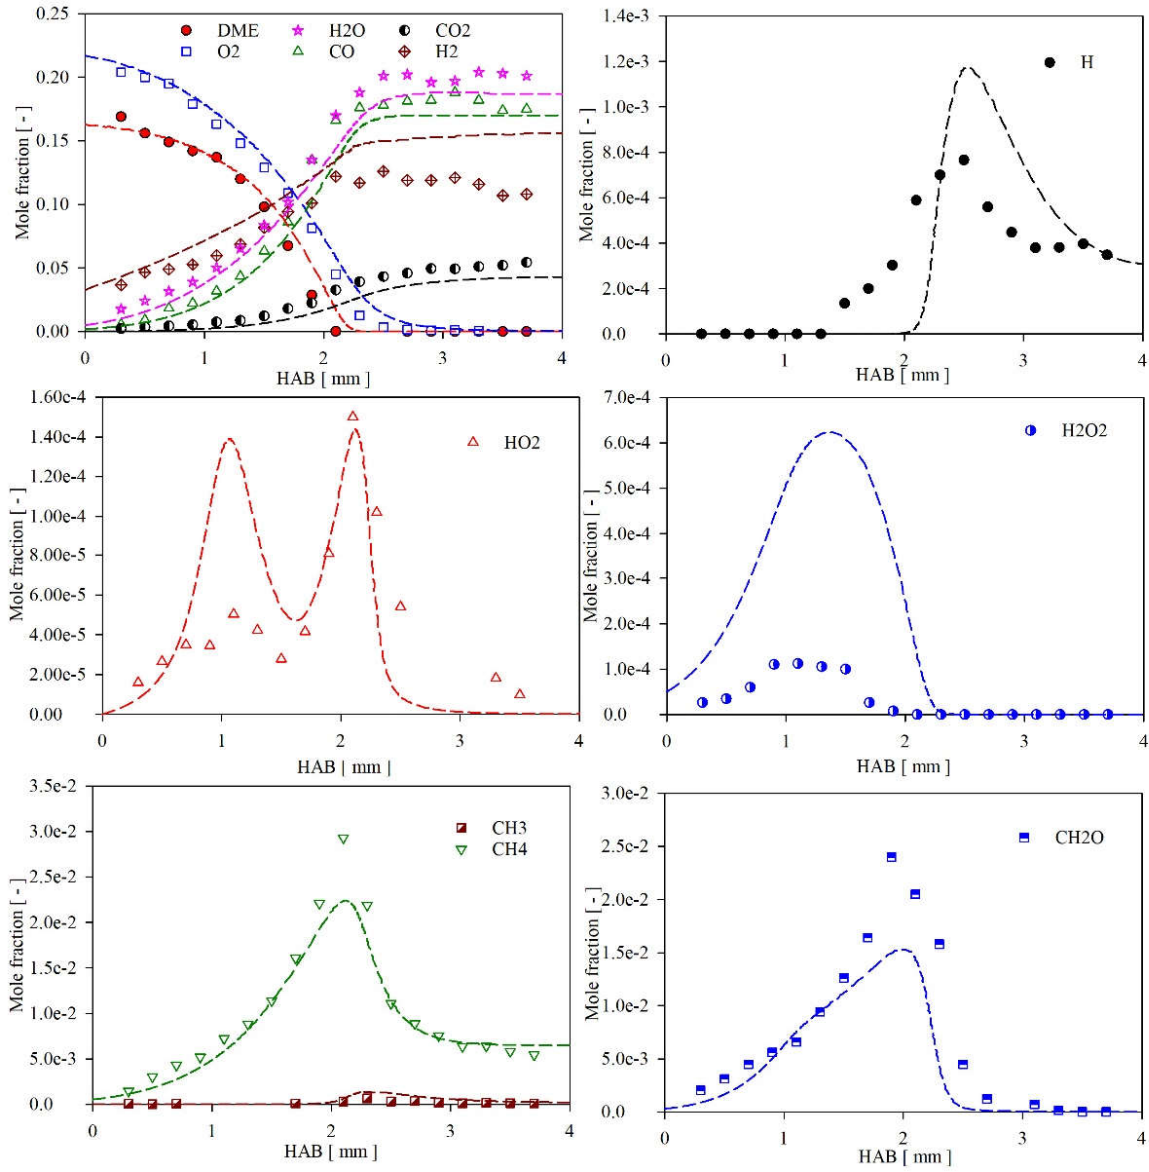 0.25
0.20
0.15
0.10
0.05
0.00
Mole fraction [ - ]
DME H2O CO2
O2 CO H2
0 1 2 3 4
HAB [ mm ]
1.4e-3
1.2e-3
1.0e-3
8.0e-4
6.0e-4
4.0e-4
2.0e-4
0.0
Mole fraction [ - ]
H
0 1 2 3 4
HAB [ mm ]
1.60e-4
1.40e-4
1.20e-4
1.00e-4
8.00e-5
6.00e-5
4.00e-5
2.00e-5
0.00
Mole fraction [ - ]
HO2
0 1 2 3 4
HAB [ mm ]
7.0e-4
6.0e-4
5.0e-4
4.0e-4
3.0e-4
2.0e-4
1.0e-4
0.0
Mole fraction [ - ]
H2O2
0 1 2 3 4
HAB [ mm ]
3.5e-2
3.0e-2
2.5e-2
2.0e-2
1.5e-2
1.0e-2
5.0e-3
0.0
Mole fraction [ - ]
CH3
CH4
0 1 2 3 4
HAB [ mm ]
3.0e-2
2.5e-2
2.0e-2
1.5e-2
1.0e-2
5.0e-3
0.0
Mole fraction [ - ]
CH2O
0 1 2 3 4
HAB [ mm ]